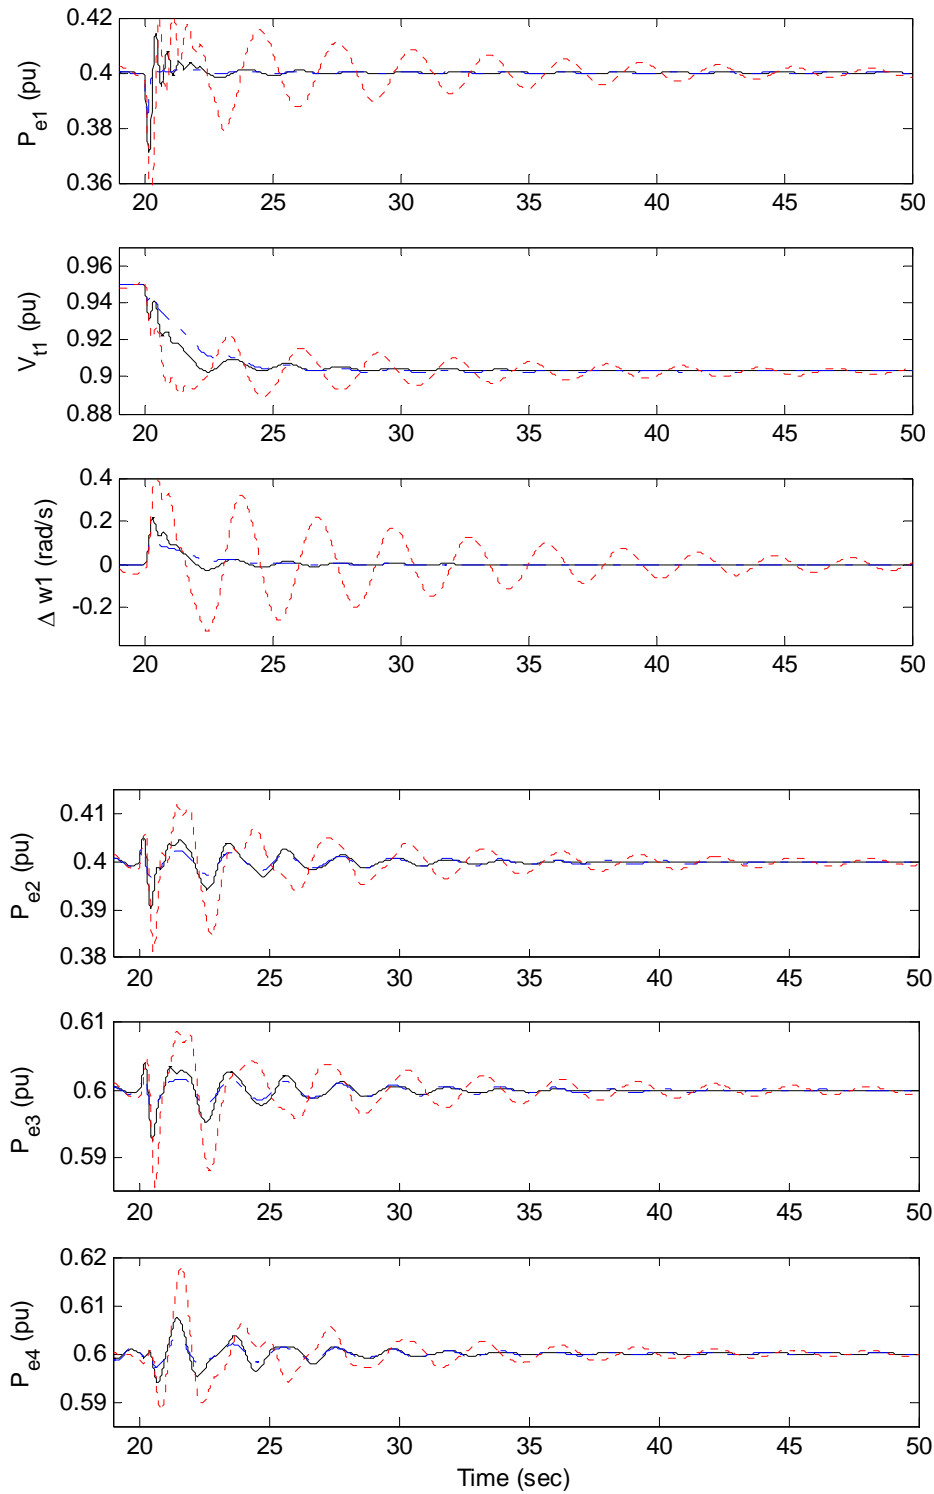 0.42
0.4
0.38
0.36
P_e1 (pu)
20 25 30 35 40 45 50
0.96
0.94
0.92
0.9
0.88
V_t1 (pu)
20 25 30 35 40 45 50
0.4
0.2
0
-0.2
Δ w1 (rad/s)
20 25 30 35 40 45 50
0.41
0.4
0.39
0.38
P_e2 (pu)
20 25 30 35 40 45 50
0.61
0.6
0.59
P_e3 (pu)
20 25 30 35 40 45 50
0.62
0.61
0.6
0.59
P_e4 (pu)
20 25 30 35 40 45 50
Time (sec)